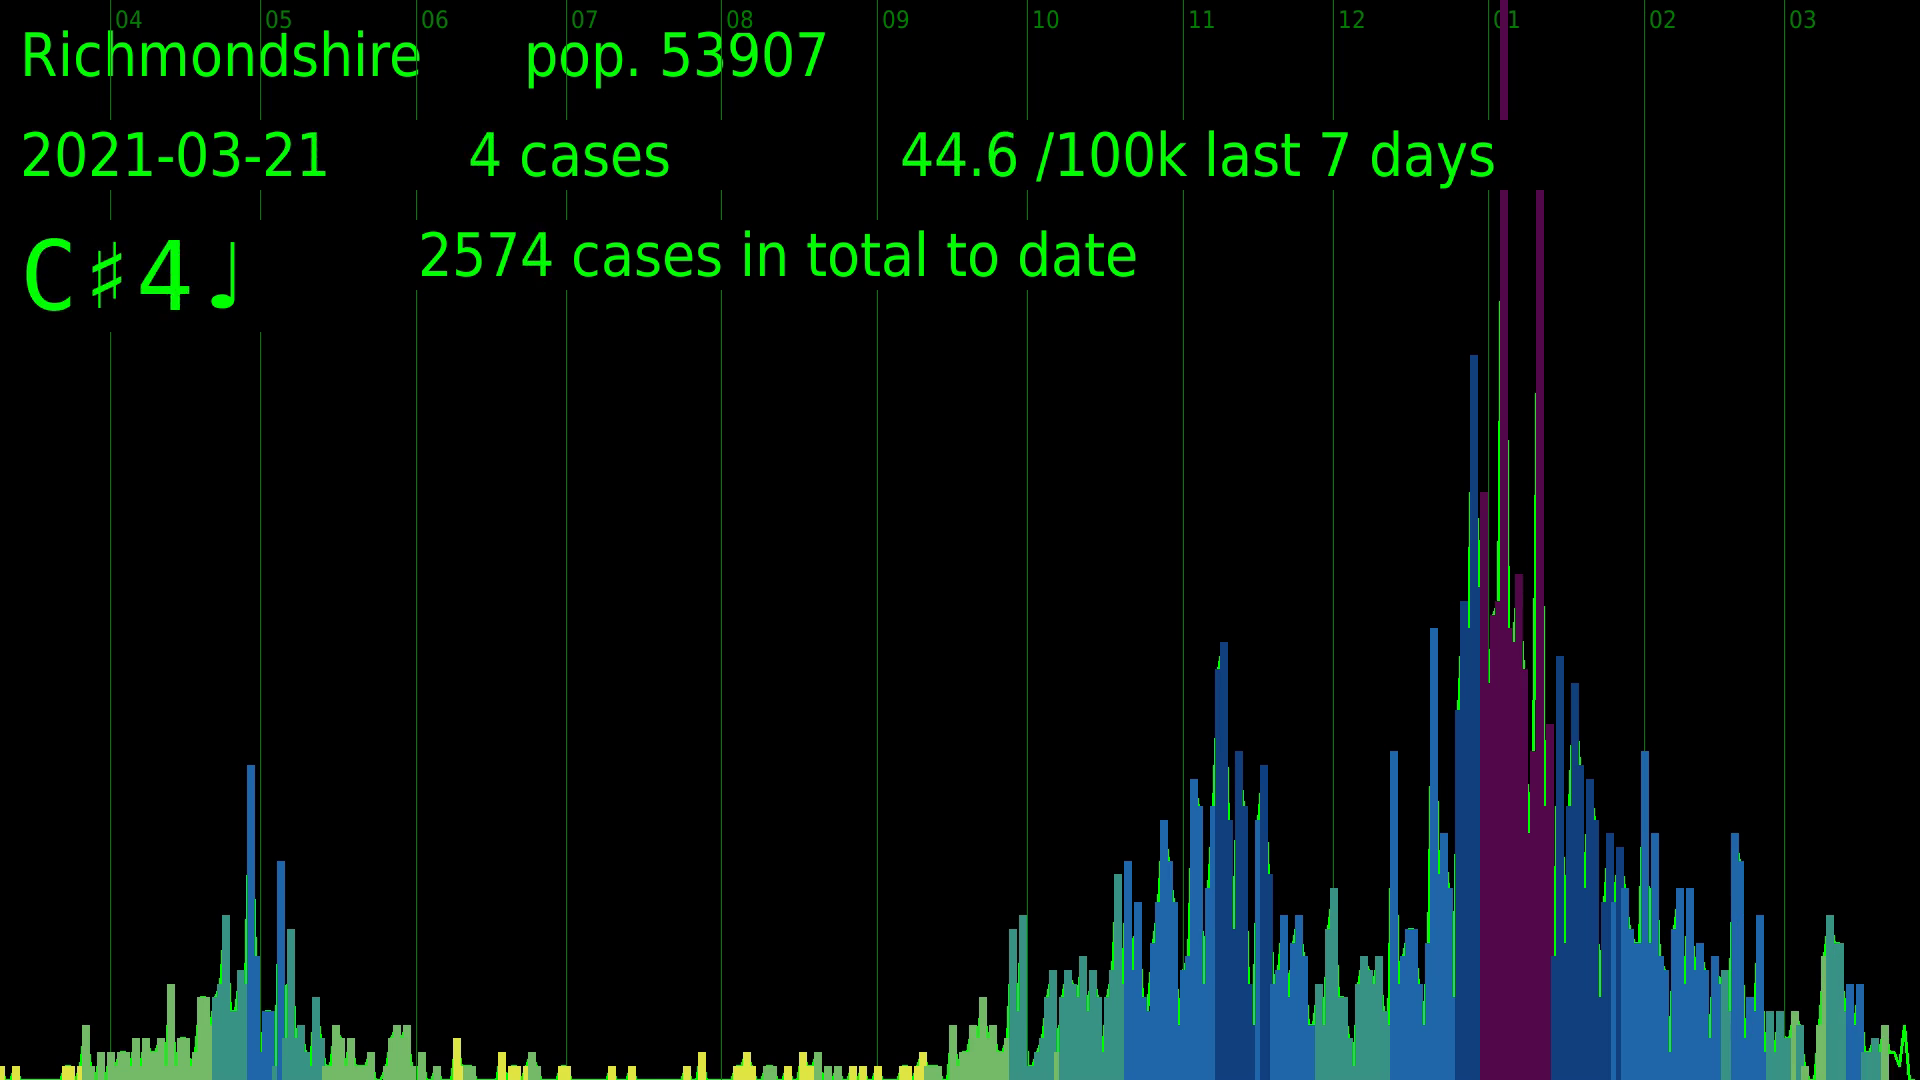 04 05 06 07 08 09 10 11 12 01 02 03
Richmondshire pop. 53907
2021-03-21 4 cases 44.6 /100k last 7 days
C♯4♩ 2574 cases in total to date